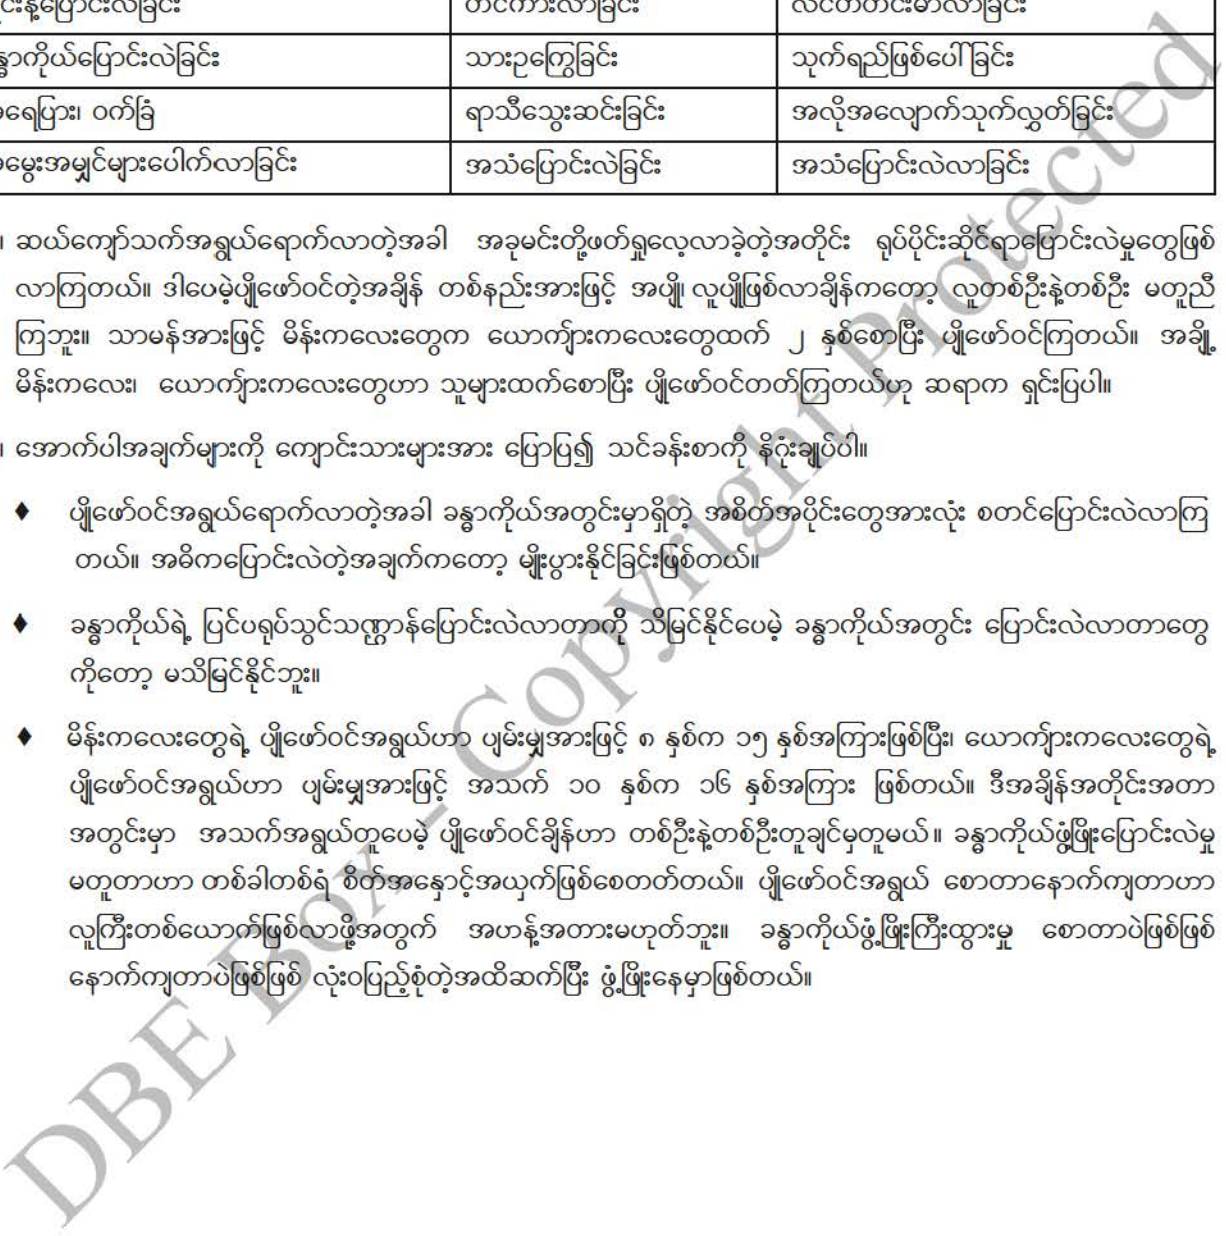 တင်ကားလာခြင်း
ကိုယ်ပြောင်းလဲခြင်း သားဥကြွေခြင်း သုက်ရည်ဖြစ်ပေါ်ခြင်း
ဝက်ခြံ ရာသီသွေးဆင်းခြင်း အလိုအလျောက်သုက်လွှတ်ခြင်း
အမွေးအမျှင်များပေါက်လာခြင်း အသံပြောင်းလဲခြင်း အသံပြောင်းလဲလာခြင်း
၊ ဆယ်ကျော်သက်အရွယ်ရောက်လာတဲ့အခါ အခုမင်းတို့ဖတ်ရှုလေ့လာခဲ့တဲ့အတိုင်း ရုပ်ပိုင်းဆိုင်ရာပြောင်းလဲမှုတွေဖြစ်
လာကြတယ်။ ဒါပေမဲ့ပျိုဖော်ဝင်တဲ့အချိန် တစ်နည်းအားဖြင့် အပျို၊ လူပျိုဖြစ်လာချိန်ကတော့ လူတစ်ဦးနဲ့တစ်ဦး မတူညီ
ကြဘူး။ သာမန်အားဖြင့် မိန်းကလေးတွေက ယောက်ျားကလေးတွေထက် ၂ နှစ်စောပြီး ပျိုဖော်ဝင်ကြတယ်။ အချို့
မိန်းကလေး၊ ယောက်ျားကလေးတွေဟာ သူများထက်စောပြီး ပျိုဖော်ဝင်တတ်ကြတယ်ဟု ဆရာက ရှင်းပြပါ။
၊ အောက်ပါအချက်များကို ကျောင်းသားများအား ပြောပြ၍ သင်ခန်းစာကို နိဂုံးချုပ်ပါ။
♦ ပျိုဖော်ဝင်အရွယ်ရောက်လာတဲ့အခါ ခန္ဓာကိုယ်အတွင်းမှာရှိတဲ့ အစိတ်အပိုင်းတွေအားလုံး စတင်ပြောင်းလဲလာကြ
တယ်။ အဓိကပြောင်းလဲတဲ့အချက်ကတော့ မျိုးပွားနိုင်ခြင်းဖြစ်တယ်။
♦ ခန္ဓာကိုယ်ရဲ့ ပြင်ပရုပ်သွင်သဏ္ဌာန်ပြောင်းလဲလာတာကို သိမြင်နိုင်ပေမဲ့ ခန္ဓာကိုယ်အတွင်း ပြောင်းလဲလာတာတွေ
ကိုတော့ မသိမြင်နိုင်ဘူး။
♦ မိန်းကလေးတွေရဲ့ ပျိုဖော်ဝင်အရွယ်ဟာ ပျမ်းမျှအားဖြင့် ၈ နှစ်က ၁၅ နှစ်အကြားဖြစ်ပြီး၊ ယောက်ျားကလေးတွေရဲ့
ပျိုဖော်ဝင်အရွယ်ဟာ ပျမ်းမျှအားဖြင့် အသက် ၁၀ နှစ်က ၁၆ နှစ်အကြား ဖြစ်တယ်။ ဒီအချိန်အတိုင်းအတာ
အတွင်းမှာ အသက်အရွယ်တူပေမဲ့ ပျိုဖော်ဝင်ချိန်ဟာ တစ်ဦးနဲ့တစ်ဦးတူချင်မှတူမယ်။ ခန္ဓာကိုယ်ဖွံ့ဖြိုးပြောင်းလဲမှု
မတူတာဟာ တစ်ခါတစ်ရံ စိတ်အနှောင့်အယှက်ဖြစ်စေတတ်တယ်။ ပျိုဖော်ဝင်အရွယ် စောတာနောက်ကျတာဟာ
လူကြီးတစ်ယောက်ဖြစ်လာဖို့အတွက် အဟန့်အတားမဟုတ်ဘူး။ ခန္ဓာကိုယ်ဖွံ့ဖြိုးကြီးထွားမှု စောတာပဲဖြစ်ဖြစ်
နောက်ကျတာပဲဖြစ်ဖြစ် လုံးဝပြည့်စုံတဲ့အထိဆက်ပြီး ဖွံ့ဖြိုးနေမှာဖြစ်တယ်။
DBE Box - Copyright Protected